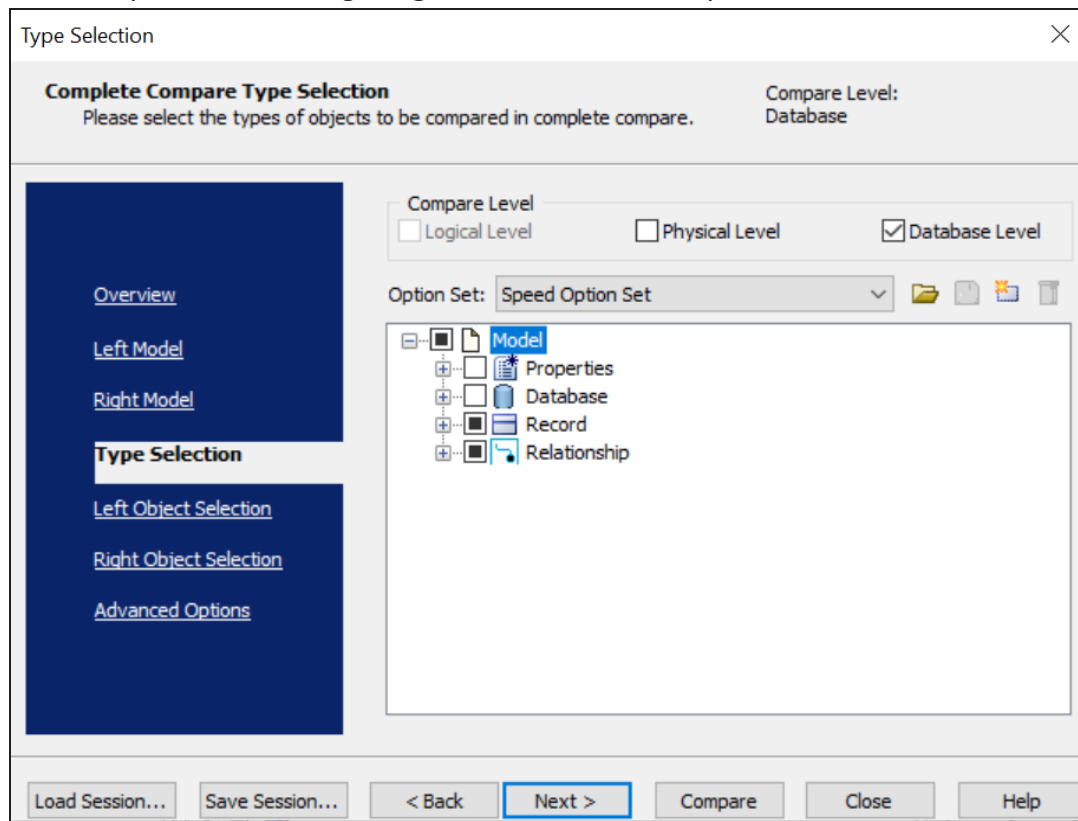 Type Selection
Complete Compare Type Selection
Please select the types of objects to be compared in complete compare.
Compare Level:
Database
Overview
Left Model
Right Model
Type Selection
Left Object Selection
Right Object Selection
Advanced Options
Compare Level
Logical Level Physical Level Database Level
Option Set: Speed Option Set
Model
Properties
Database
Record
Relationship
Load Session... Save Session... < Back Next > Compare Close Help